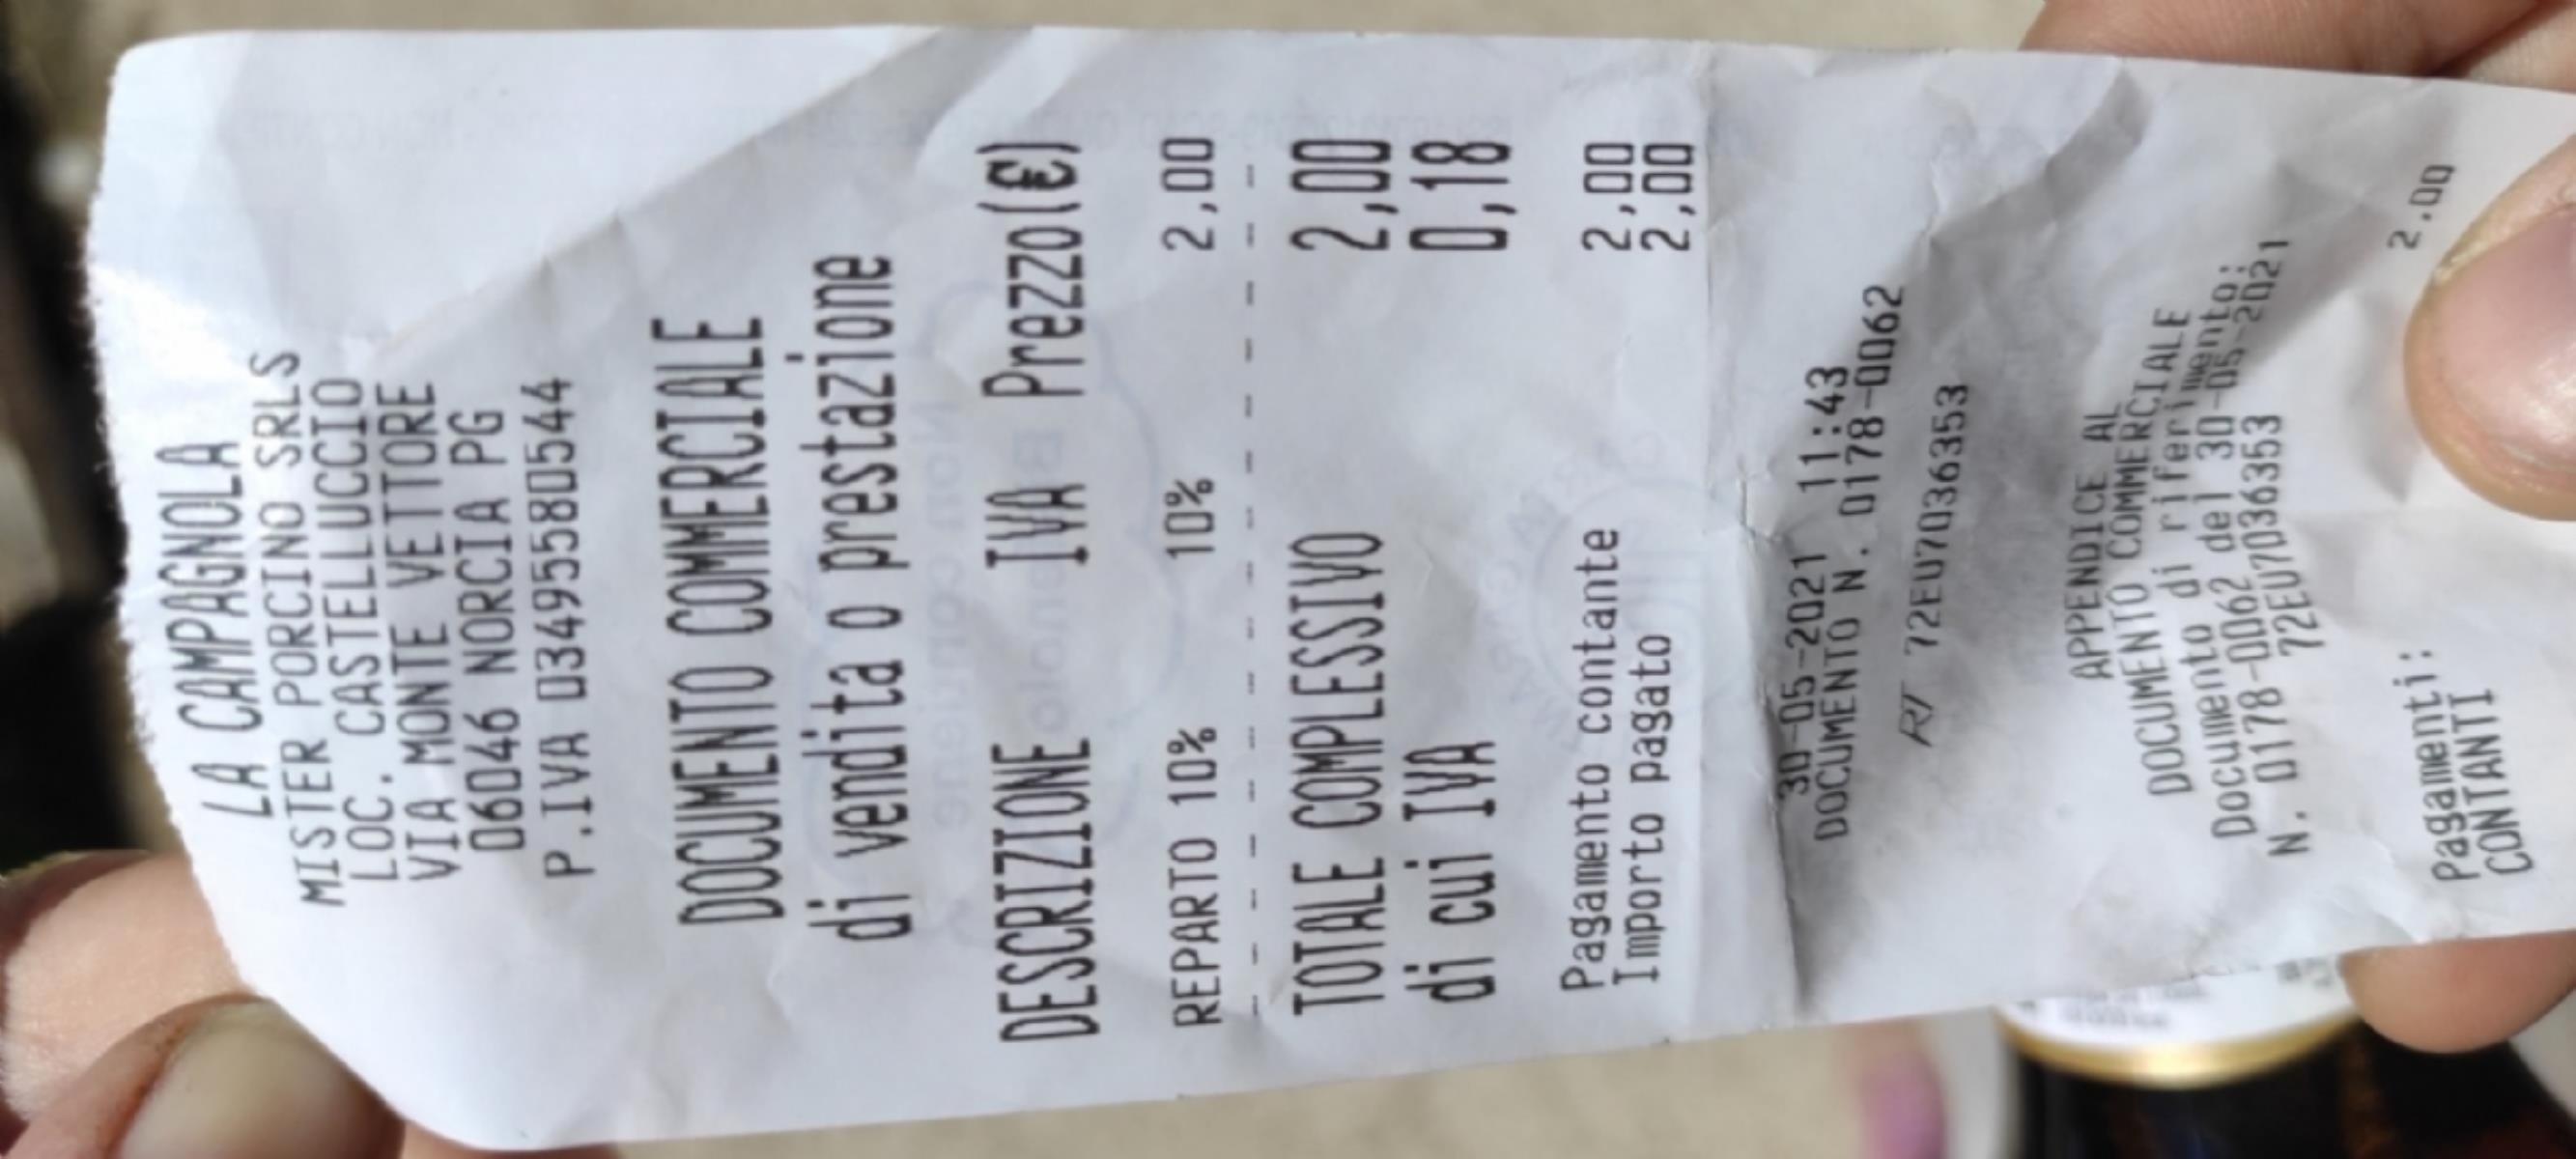 LA CAMPAGNOLA
MISTER PORCINO SRLS
LOC. CASTELLUCCIO
VIA MONTE VETTORE
06046 NORCIA PG
P.IVA 03495580544
DOCUMENTO COMMERCIALE
di vendita o prestazione
DESCRIZIONE IVA Prezzo(€)
REPARTO 10% 10% 2,00
TOTALE COMPLESSIVO 2,00
di cui IVA 0,18
Pagamento contante 2,00
Importo pagato 2,00
30-05-2021 11:43
DOCUMENTO N. 0178-0062
RT 72EU7036353
APPENDICE AL
DOCUMENTO COMMERCIALE
Documento di riferimento:
N. 0178-0062 del 30-05-2021
72EU7036353
Pagamenti:
CONTANTI 2,00